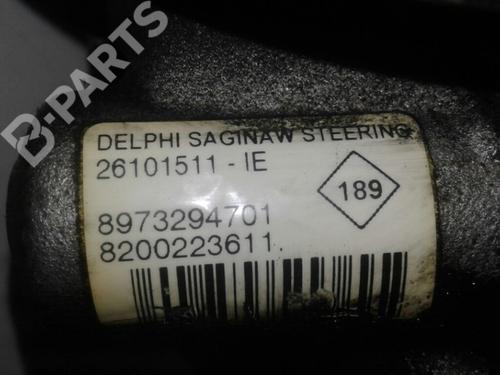 B-PARTS
DELPHI SAGINAW STEERING
26101511 - IE
189
8973294701
8200223611.